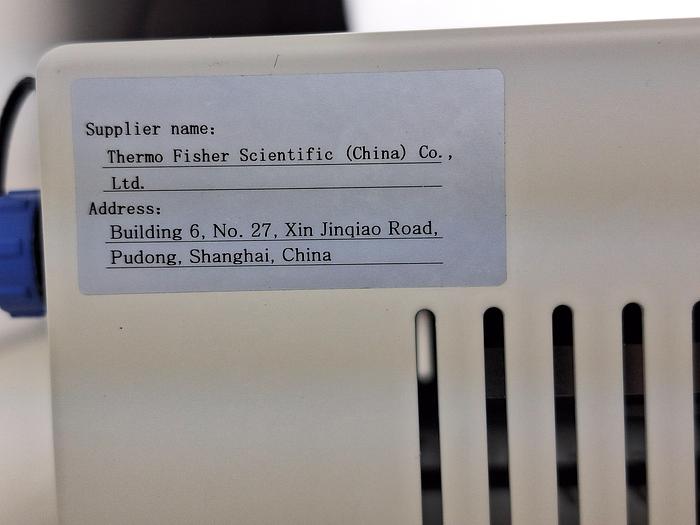 Supplier name:
Thermo Fisher Scientific (China) Co.,
Ltd.
Address:
Building 6, No. 27, Xin Jinqiao Road,
Pudong, Shanghai, China